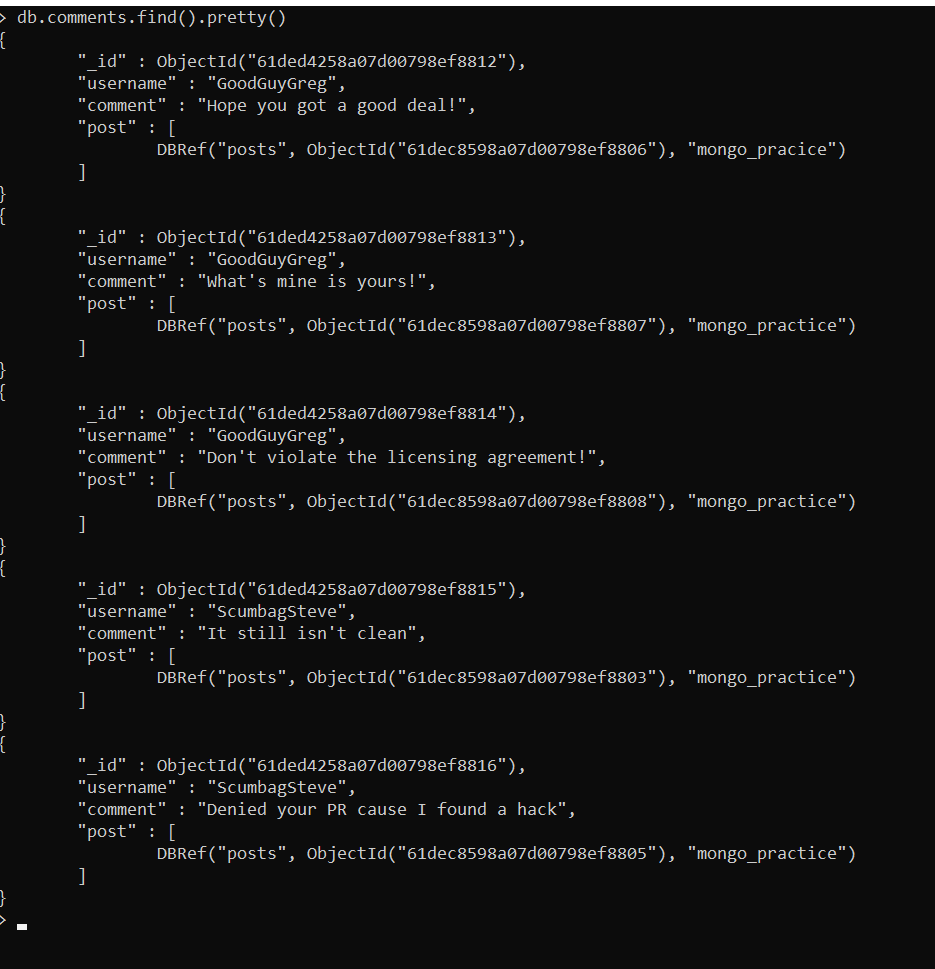 > db.comments.find().pretty()
{
        "_id" : ObjectId("61ded4258a07d00798ef8812"),
        "username" : "GoodGuyGreg",
        "comment" : "Hope you got a good deal!",
        "post" : [
                DBRef("posts", ObjectId("61dec8598a07d00798ef8806"), "mongo_pracice")
        ]
}
{
        "_id" : ObjectId("61ded4258a07d00798ef8813"),
        "username" : "GoodGuyGreg",
        "comment" : "What's mine is yours!",
        "post" : [
                DBRef("posts", ObjectId("61dec8598a07d00798ef8807"), "mongo_practice")
        ]
}
{
        "_id" : ObjectId("61ded4258a07d00798ef8814"),
        "username" : "GoodGuyGreg",
        "comment" : "Don't violate the licensing agreement!",
        "post" : [
                DBRef("posts", ObjectId("61dec8598a07d00798ef8808"), "mongo_practice")
        ]
}
{
        "_id" : ObjectId("61ded4258a07d00798ef8815"),
        "username" : "ScumbagSteve",
        "comment" : "It still isn't clean",
        "post" : [
                DBRef("posts", ObjectId("61dec8598a07d00798ef8803"), "mongo_practice")
        ]
}
{
        "_id" : ObjectId("61ded4258a07d00798ef8816"),
        "username" : "ScumbagSteve",
        "comment" : "Denied your PR cause I found a hack",
        "post" : [
                DBRef("posts", ObjectId("61dec8598a07d00798ef8805"), "mongo_practice")
        ]
}
>